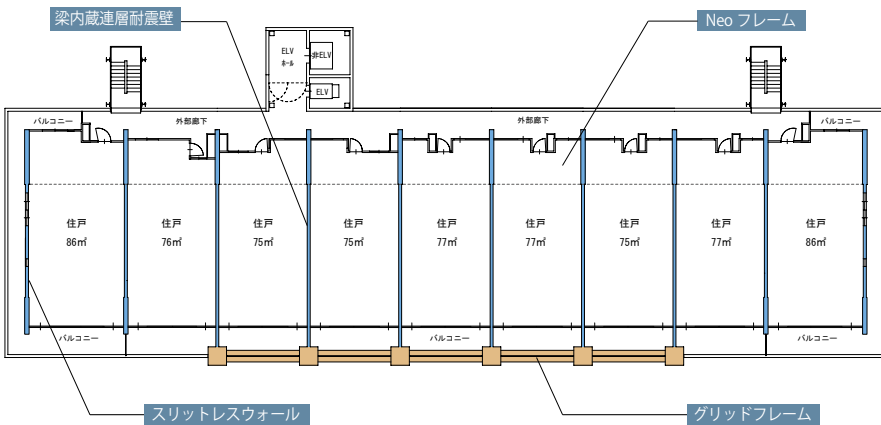 梁内蔵連層耐震壁
Neo フレーム
ELV
ホール
非ELV
ELV
バルコニー
外部廊下
外部廊下
バルコニー
住戸
86㎡
住戸
76㎡
住戸
75㎡
住戸
75㎡
住戸
77㎡
住戸
77㎡
住戸
75㎡
住戸
77㎡
住戸
86㎡
バルコニー
バルコニー
バルコニー
スリットレスウォール
グリッドフレーム